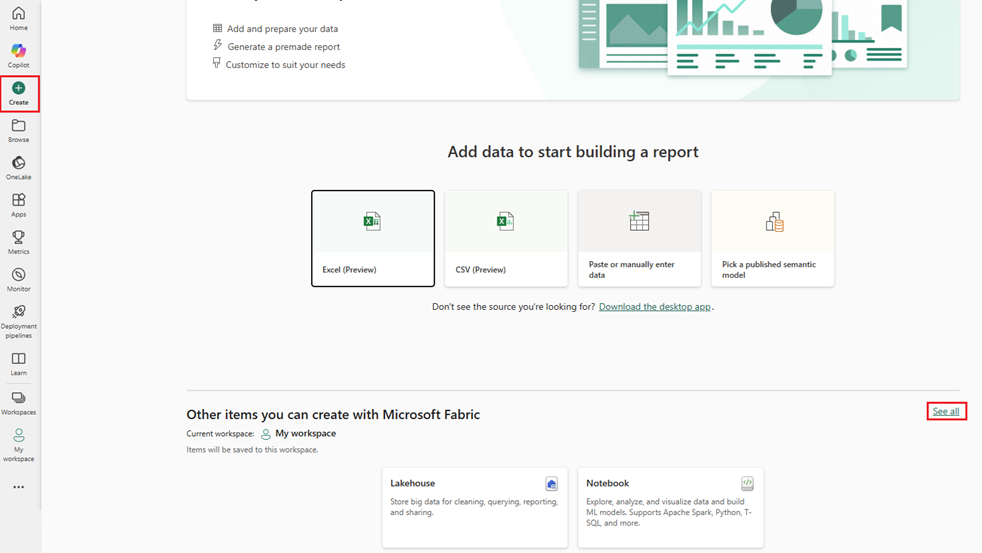 Home
Copilot
Create
Browse
OneLake
Apps
Metrics
Monitor
Deployment
pipelines
Learn
Workspaces
My
workspace
Add and prepare your data
Generate a premade report
Customize to suit your needs
Add data to start building a report
Excel (Preview)
CSV (Preview)
Paste or manually enter
data
Pick a published semantic
model
Don't see the source you're looking for? Download the desktop app.
Other items you can create with Microsoft Fabric
See all
Current workspace: My workspace
Items will be saved to this workspace.
Lakehouse
Store big data for cleaning, querying, reporting,
and sharing.
Notebook
Explore, analyze, and visualize data and build
ML models. Supports Apache Spark, Python, T-
SQL, and more.